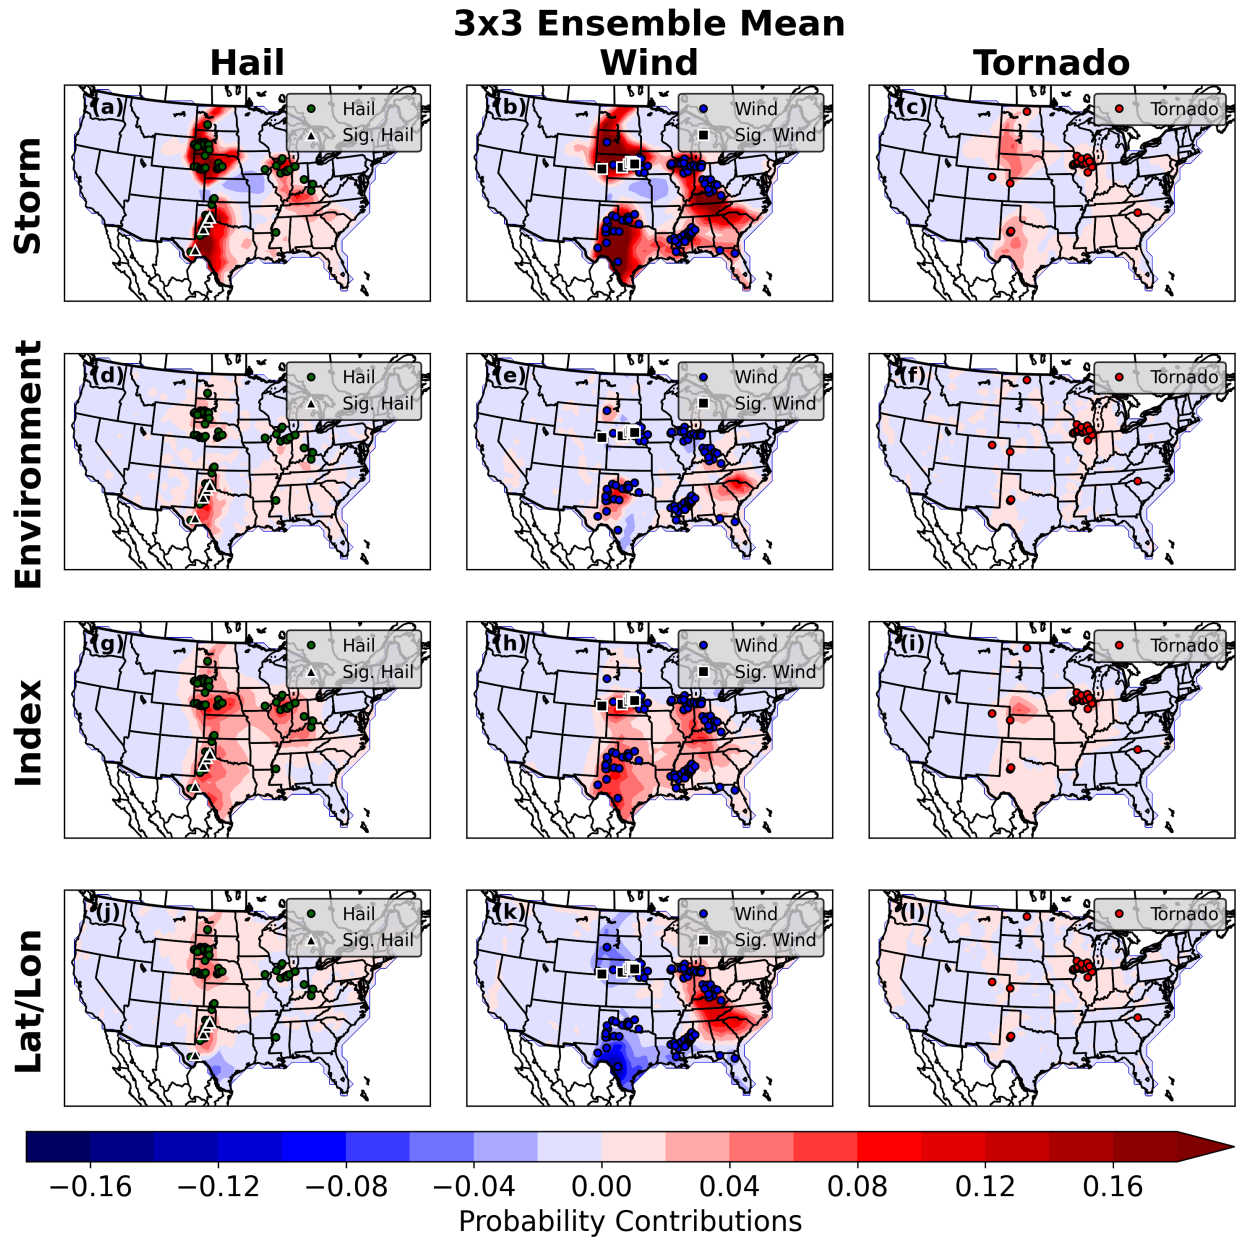 3x3 Ensemble Mean
Hail Wind Tornado
Storm
(a) Hail
Sig. Hail
(b) Wind
Sig. Wind
(c) Tornado
Environment
(d) Hail
Sig. Hail
(e) Wind
Sig. Wind
(f) Tornado
Index
(g) Hail
Sig. Hail
(h) Wind
Sig. Wind
(i) Tornado
Lat/Lon
(j) Hail
Sig. Hail
(k) Wind
Sig. Wind
(l) Tornado
−0.16 −0.12 −0.08 −0.04 0.00 0.04 0.08 0.12 0.16
Probability Contributions